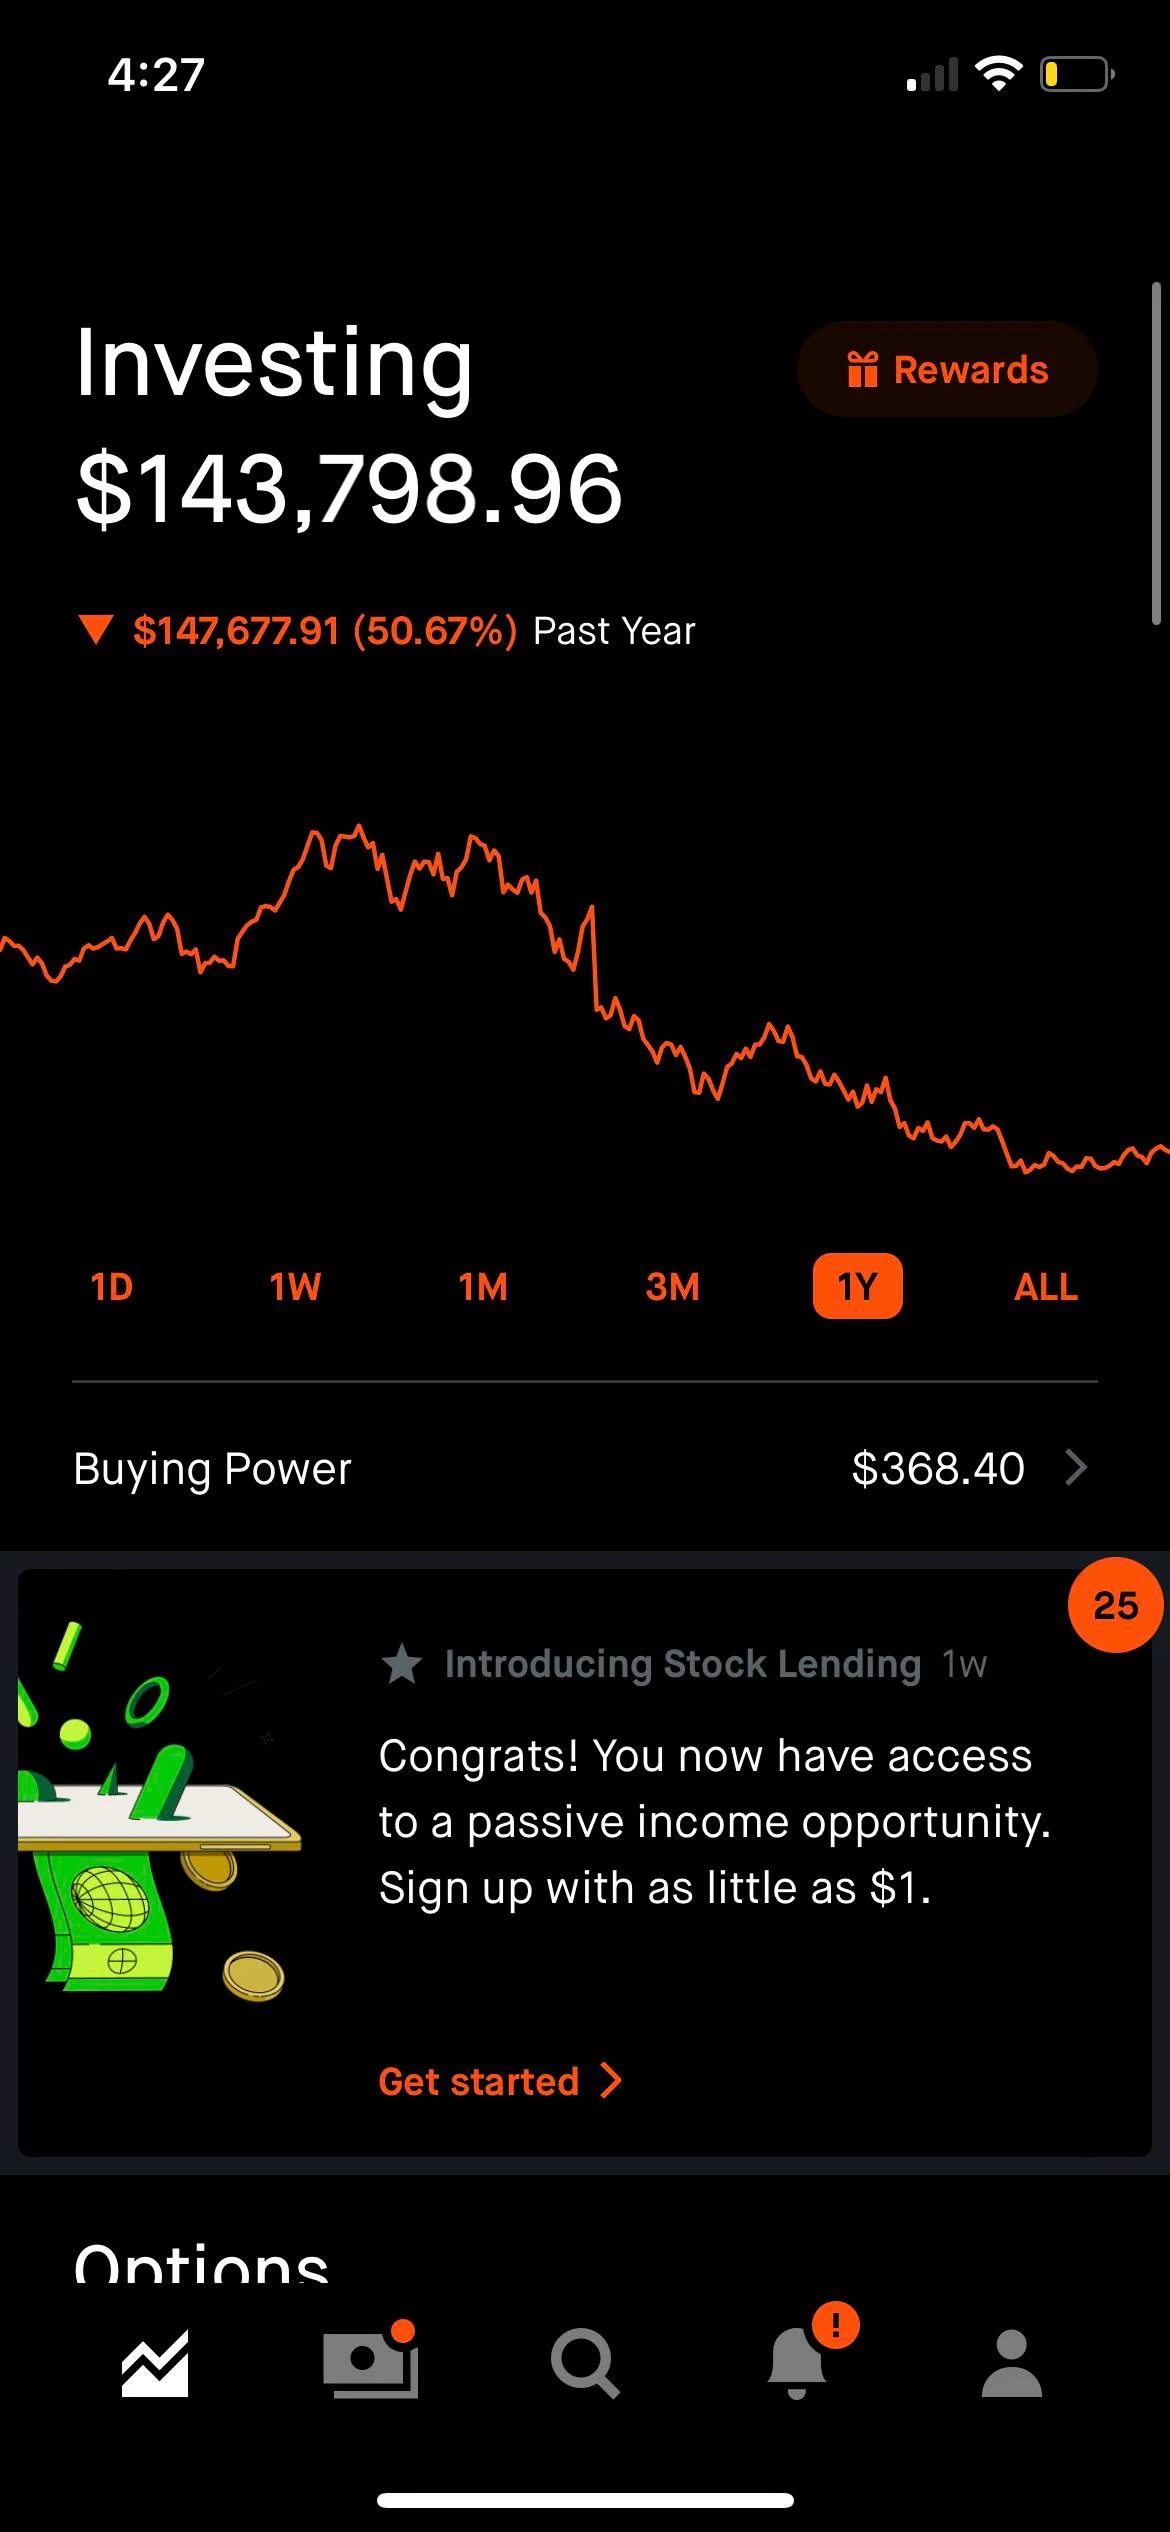 4:27
Investing
Rewards
$143,798.96
$147,677.91 (50.67%) Past Year
1D 1W 1M 3M 1Y ALL
Buying Power $368.40
25
Introducing Stock Lending 1w
Congrats! You now have access
to a passive income opportunity.
Sign up with as little as $1.
Get started
Options
!